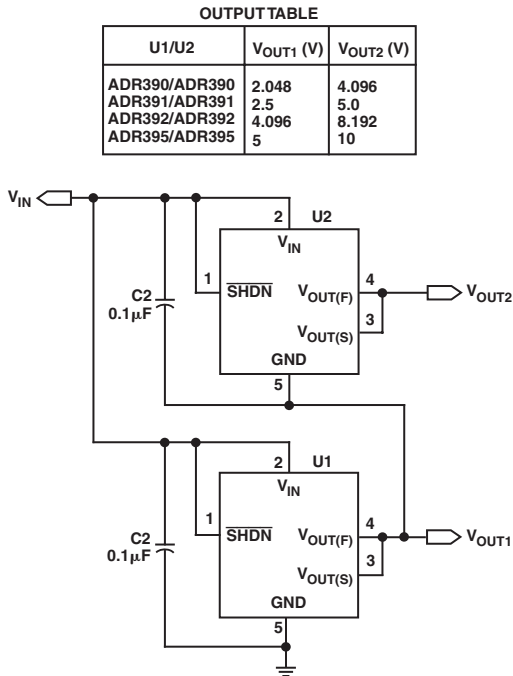 OUTPUT TABLE
U1/U2 VOUT1 (V) VOUT2 (V)
ADR390/ADR390 2.048 4.096
ADR391/ADR391 2.5 5.0
ADR392/ADR392 4.096 8.192
ADR395/ADR395 5 10
VIN
2 U2
VIN
1 SHDN
C2
0.1μF
VOUT(F) 4
VOUT2
VOUT(S) 3
GND
5
2 U1
VIN
1 SHDN
C2
0.1μF
VOUT(F) 4
VOUT1
VOUT(S) 3
GND
5